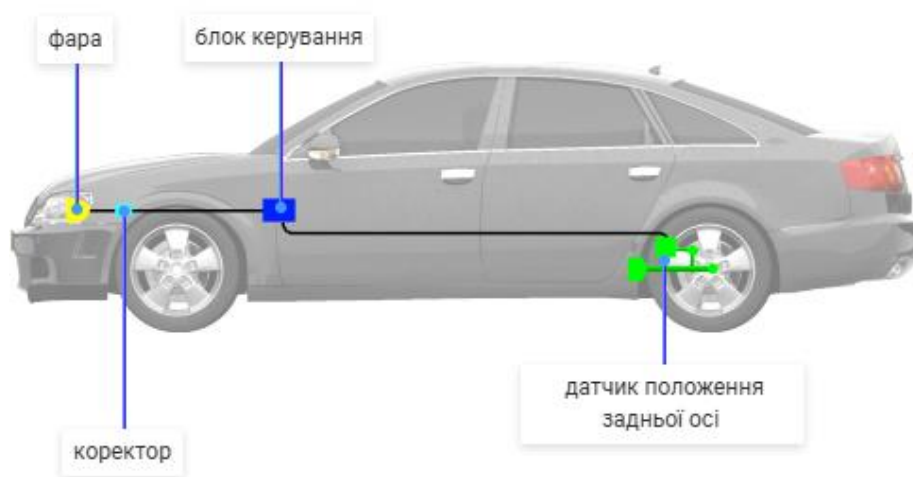 фара
блок керування
датчик положення
задньої осі
коректор